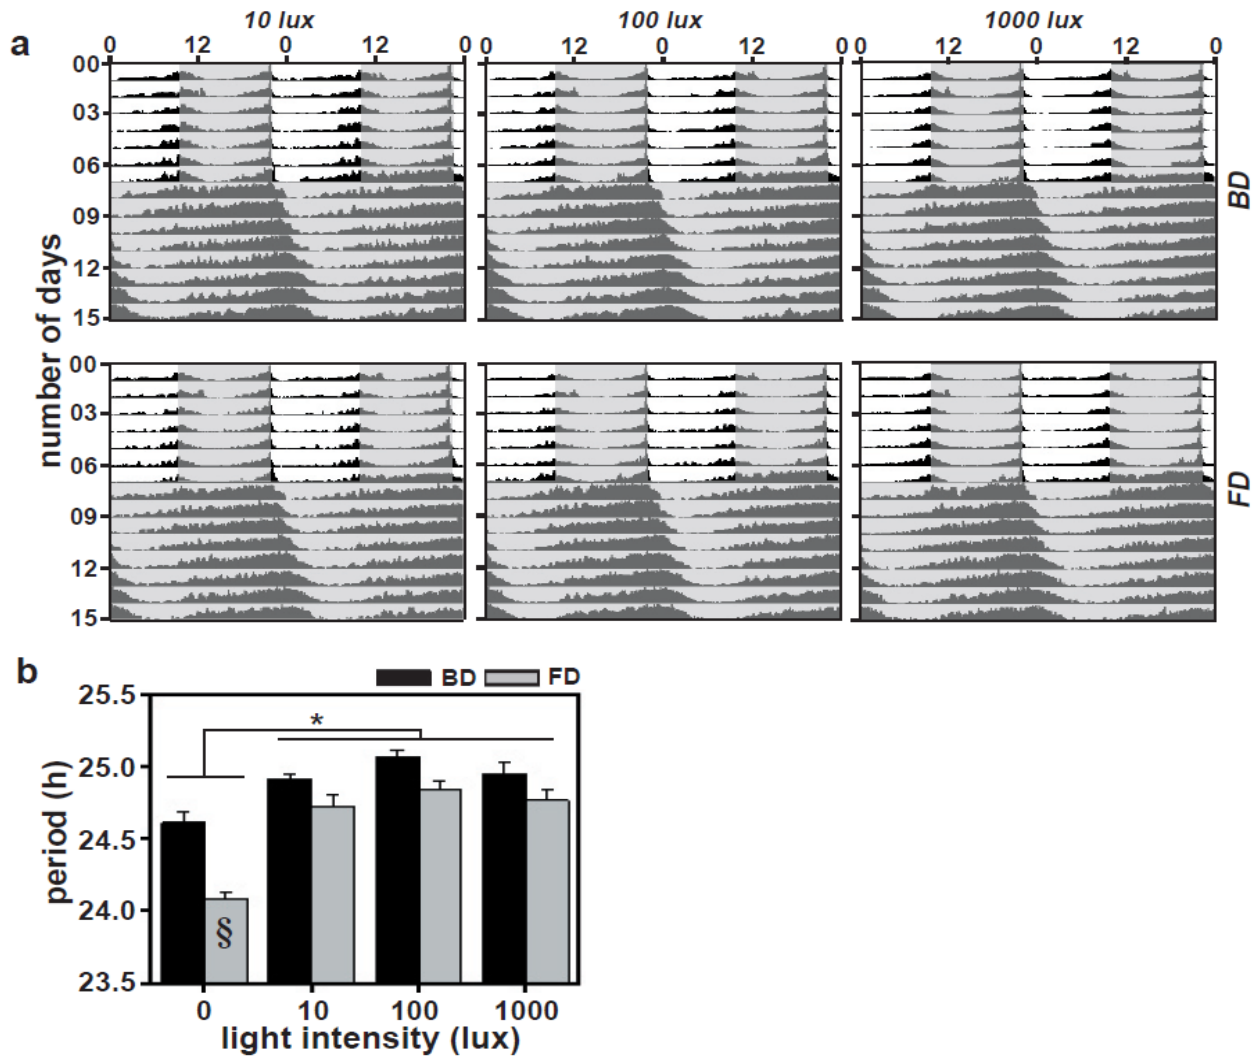 10 lux 100 lux 1000 lux
a
0 12 0 12 0 0 12 0 12 0 0 12 0 12 0
00
03
06
09
12
15
BD
number of days
00
03
06
09
12
15
FD
b
BD FD
25.5
25.0
24.5
24.0
23.5
period (h)
*
§
0 10 100 1000
light intensity (lux)